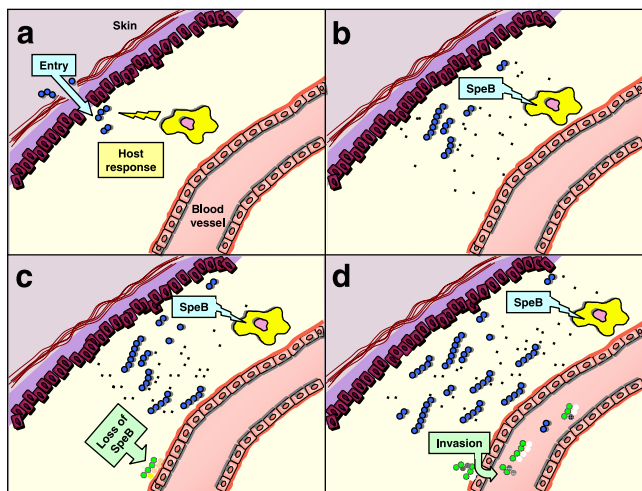 a
Skin
Entry
Host
response
Blood
vessel
b
SpeB
c
SpeB
Loss of
SpeB
d
SpeB
Invasion